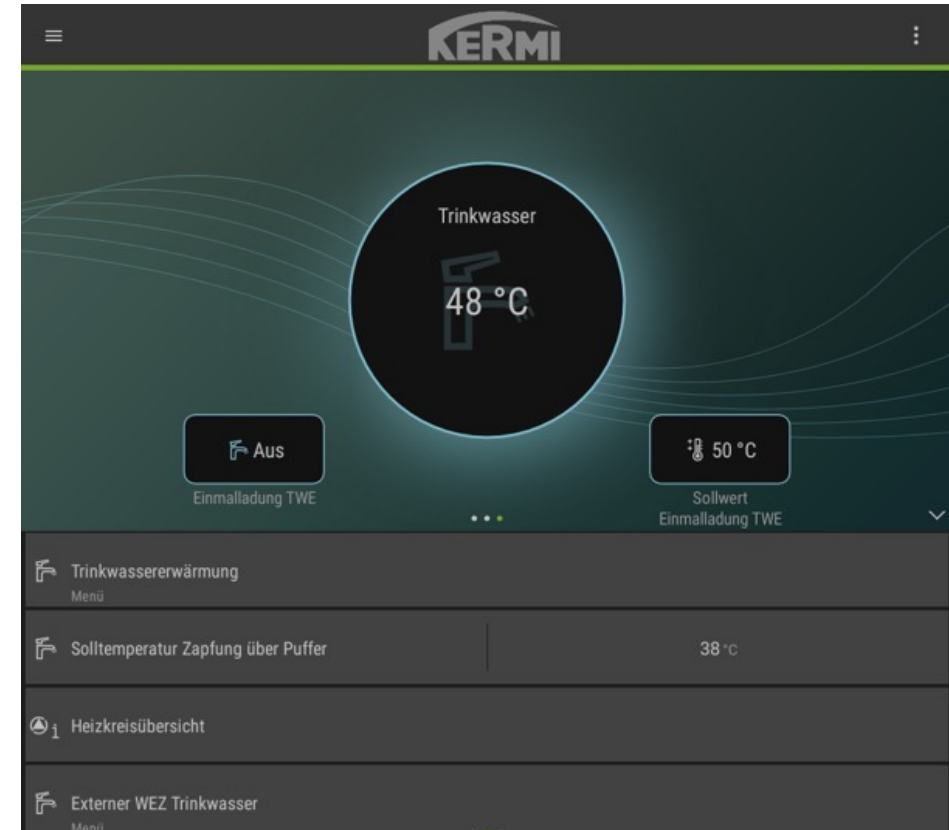 KERMI
Trinkwasser
48 °C
Aus
Einmalladung TWE
50 °C
Sollwert
Einmalladung TWE
Trinkwassererwärmung
Menü
Solltemperatur Zapfung über Puffer
38 °C
i Heizkreisübersicht
Externer WEZ Trinkwasser
Menü